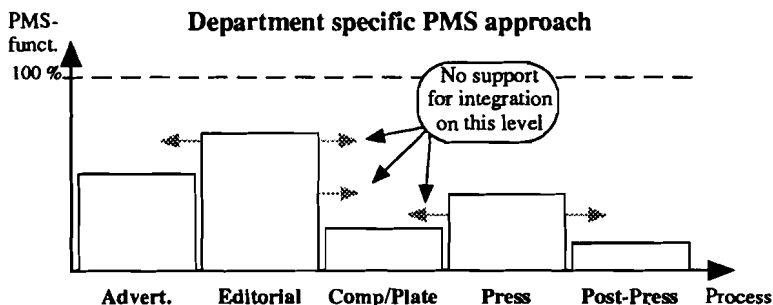 Department specific PMS approach
PMS-
funct.
100 %
No support
for integration
on this level
Advert. Editorial Comp/Plate Press Post-Press Process